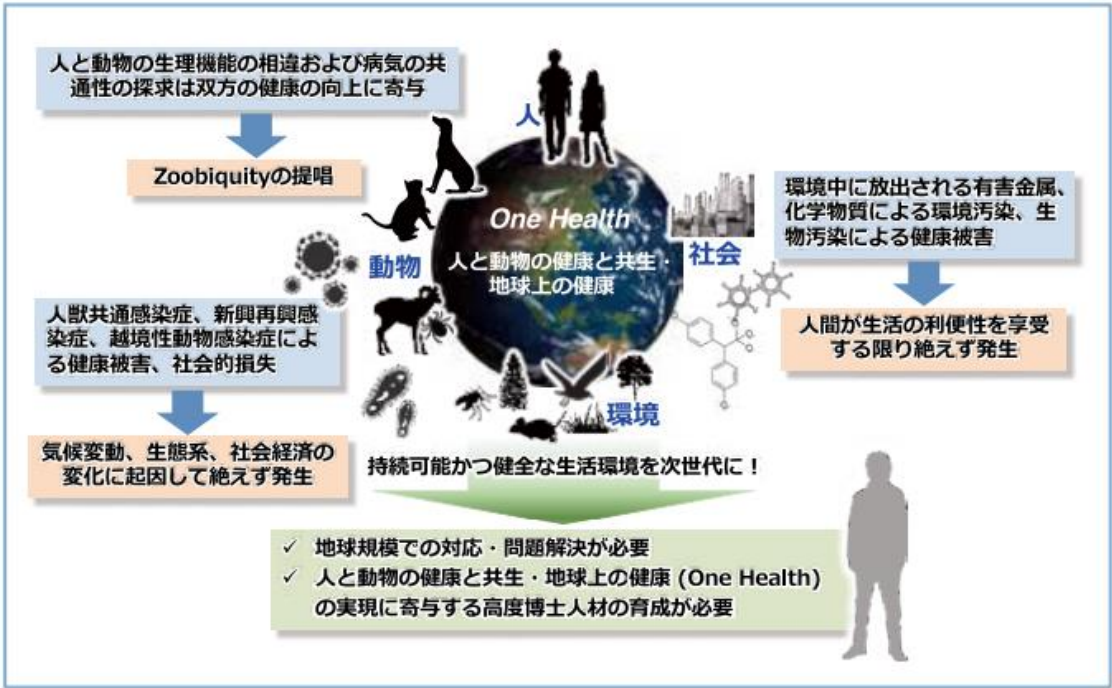 人と動物の生理機能の相違および病気の共
通性の探求は双方の健康の向上に寄与
Zoobiquityの提唱
人
One Health
人と動物の健康と共生・
地球上の健康
動物
社会
環境
環境中に放出される有害金属、
化学物質による環境汚染、生
物汚染による健康被害
人間が生活の利便性を享受
する限り絶えず発生
人獣共通感染症、新興再興感
染症、越境性動物感染症によ
る健康被害、社会的損失
気候変動、生態系、社会経済の
変化に起因して絶えず発生
持続可能かつ健全な生活環境を次世代に！
✓ 地球規模での対応・問題解決が必要
✓ 人と動物の健康と共生・地球上の健康 (One Health)
の実現に寄与する高度博士人材の育成が必要